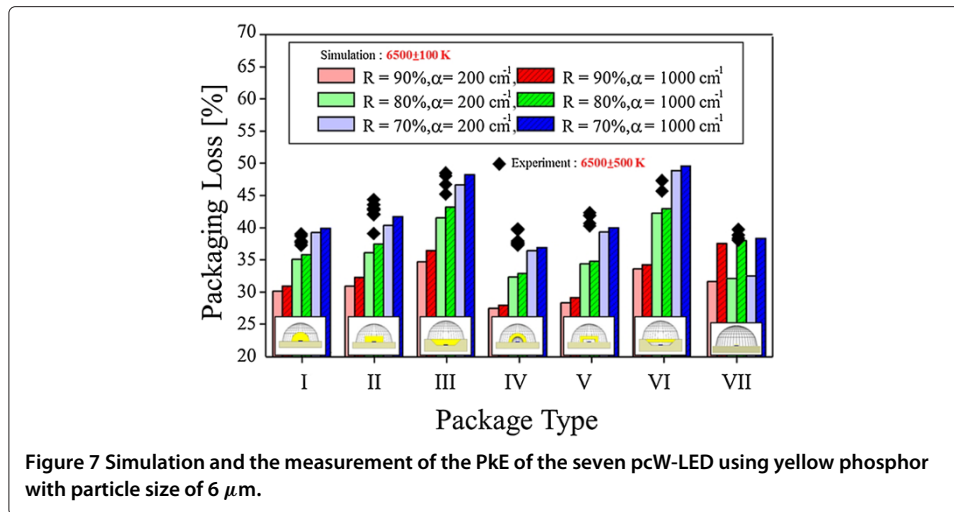 70
65
60
55
50
45
40
35
30
25
20
Packaging Loss [%]
Simulation : 6500±100 K
R = 90%,α= 200 cm⁻¹, R = 90%,α= 1000 cm⁻¹
R = 80%,α= 200 cm⁻¹, R = 80%,α= 1000 cm⁻¹
R = 70%,α= 200 cm⁻¹, R = 70%,α= 1000 cm⁻¹
Experiment : 6500±500 K
I II III IV V VI VII
Package Type
Figure 7 Simulation and the measurement of the PkE of the seven pcW-LED using yellow phosphor
with particle size of 6 μm.